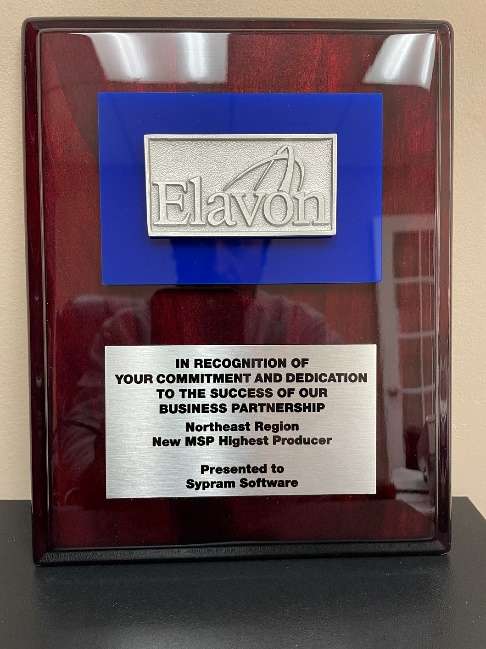 Elavon
IN RECOGNITION OF
YOUR COMMITMENT AND DEDICATION
TO THE SUCCESS OF OUR
BUSINESS PARTNERSHIP
Northeast Region
New MSP Highest Producer
Presented to
Sypram Software